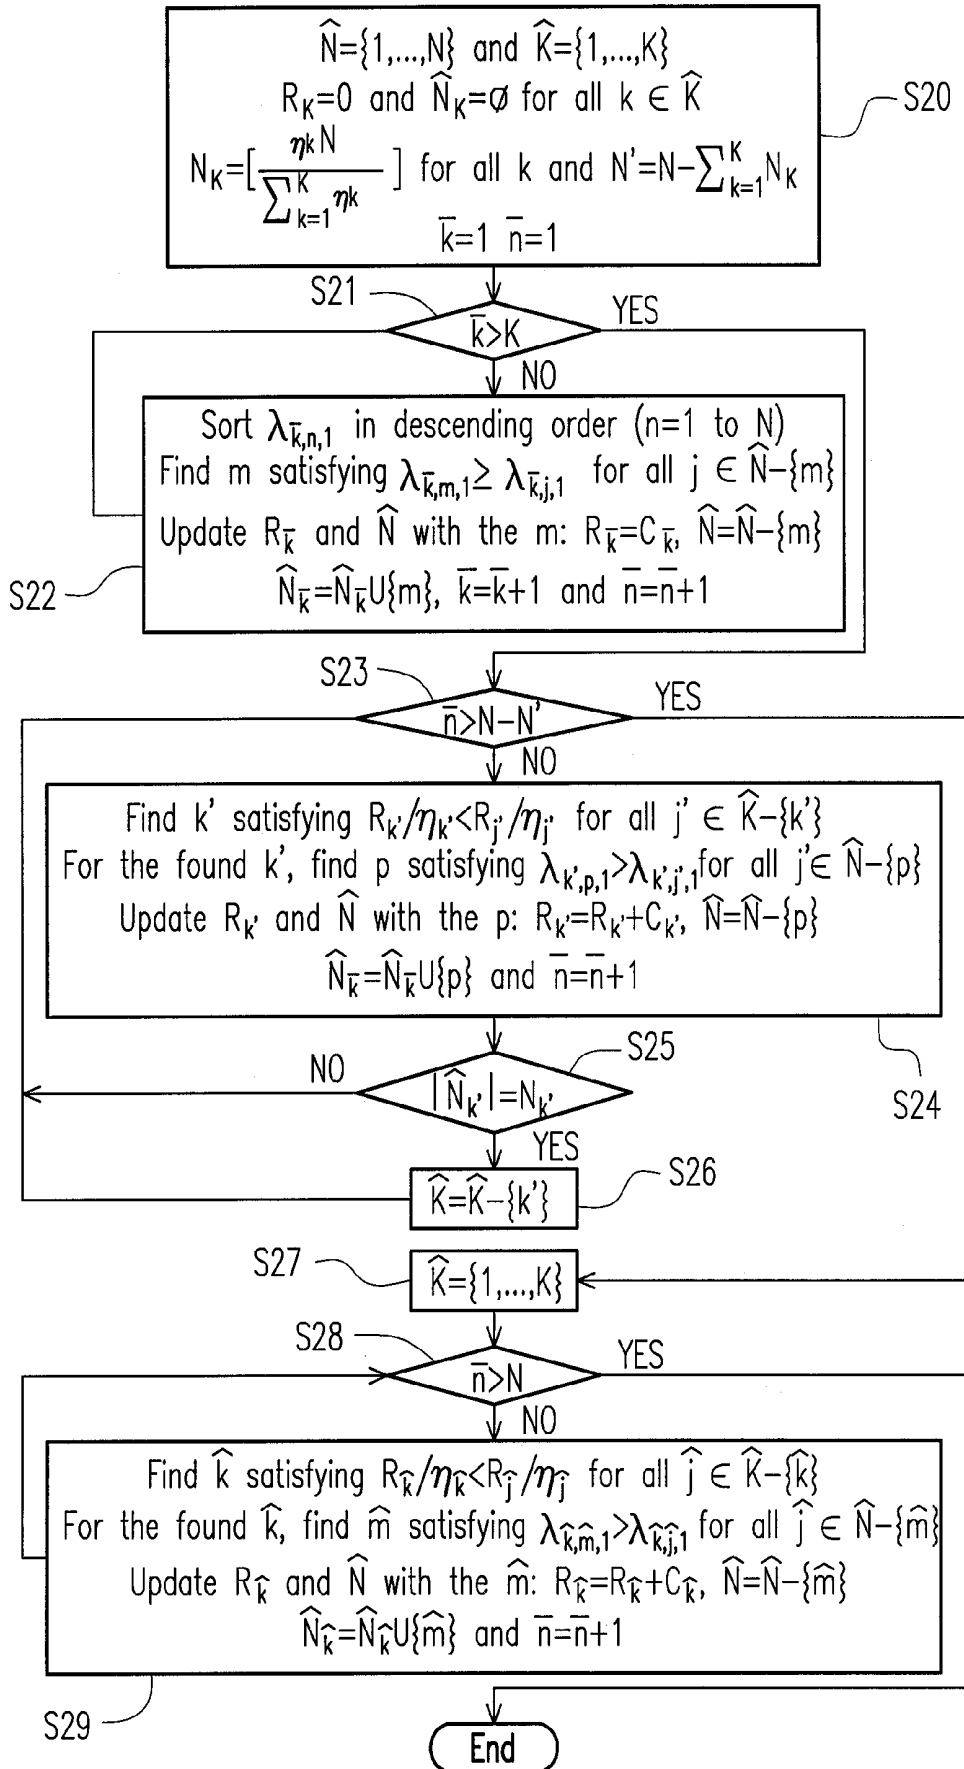 N̂={1,...,N} and K̂={1,...,K}
R_K=0 and N̂_K=∅ for all k ∈ K̂
S20
N_K=[ηk N / ∑_{k=1}^{K} ηk ] for all k and N'=N-∑_{k=1}^{K} N_K
k̄=1 n̄=1
S21
k̄>K
YES
NO
Sort λ_{k̄,n,1} in descending order (n=1 to N)
Find m satisfying λ_{k̄,m,1} ≥ λ_{k̄,j,1} for all j ∈ N̂-{m}
Update R_k̄ and N̂ with the m: R_k̄=C_k̄, N̂=N̂-{m}
N̂_k̄=N̂_k̄U{m}, k̄=k̄+1 and n̄=n̄+1
S22
S23
n̄>N-N'
YES
NO
Find k' satisfying R_k'/η_k'<R_j'/η_j' for all j' ∈ K̂-{k'}
For the found k', find p satisfying λ_{k',p,1}>λ_{k',j',1} for all j'∈ N̂-{p}
Update R_k' and N̂ with the p: R_k'=R_k'+C_k', N̂=N̂-{p}
N̂_k̄=N̂_k̄U{p} and n̄=n̄+1
S24
S25
NO
|N̂_k'|=N_k'
YES
S26
K̂=K̂-{k'}
S27
K̂={1,...,K}
S28
n̄>N
YES
NO
Find k̂ satisfying R_k̂/η_k̂<R_ĵ/η_ĵ for all ĵ ∈ K̂-{k̂}
For the found k̂, find m̂ satisfying λ_{k̂,m̂,1}>λ_{k̂,ĵ,1} for all ĵ ∈ N̂-{m̂}
Update R_k̂ and N̂ with the m̂: R_k̂=R_k̂+C_k̂, N̂=N̂-{m̂}
N̂_k̂=N̂_k̂U{m̂} and n̄=n̄+1
S29
End